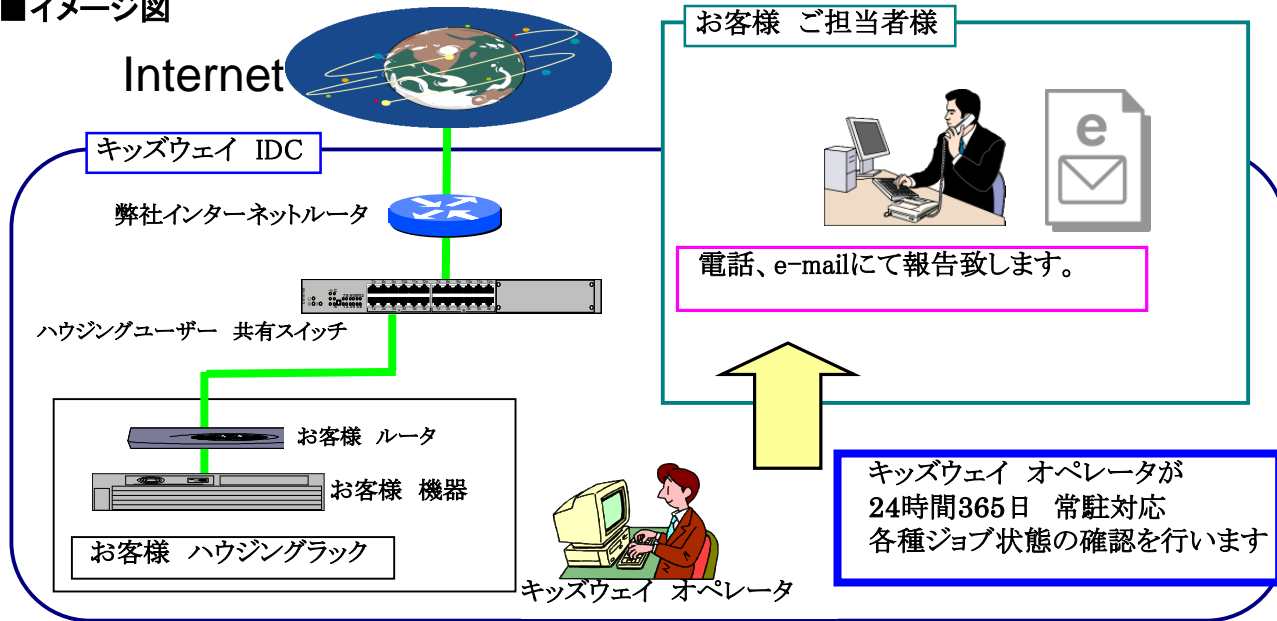 ■イメージ図
Internet
お客様 ご担当者様
キッズウェイ IDC
e
弊社インターネットルータ
電話、e-mailにて報告致します。
ハウジングユーザー 共有スイッチ
お客様 ルータ
お客様 機器
お客様 ハウジングラック
キッズウェイ オペレータ
キッズウェイ オペレータが
24時間365日 常駐対応
各種ジョブ状態の確認を行います